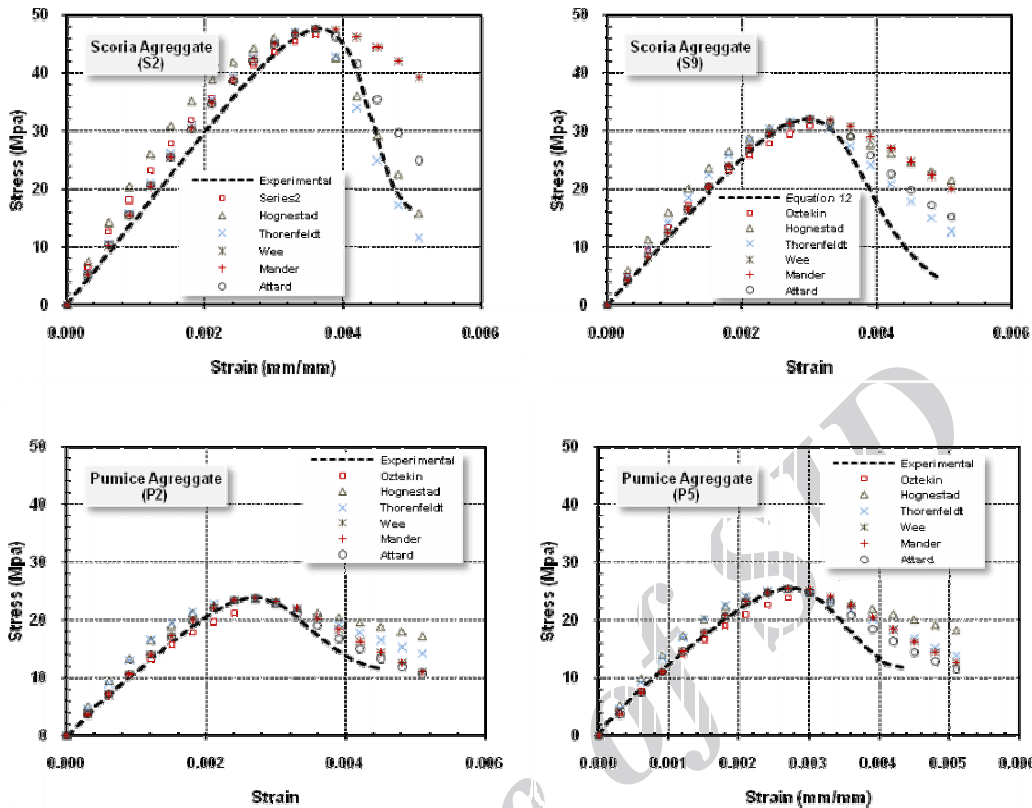 50
40
30
20
10
0
Stress (Mpa)
Scoria Agreggate
(S2)
Experimental
Series2
Hognestad
Thorenfeldt
Wee
Mander
Attard
0.000
0.002
0.004
0.006
Strain (mm/mm)
50
40
30
20
10
0
Stress (Mpa)
Scoria Agreggate
(S9)
Equation 12
Oztekin
Hognestad
Thorenfeldt
Wee
Mander
Attard
0.000
0.002
0.004
0.006
Strain
50
40
30
20
10
0
Stress (Mpa)
Pumice Agreggate
(P2)
Experimental
Oztekin
Hognestad
Thorenfeldt
Wee
Mander
Attard
0.000
0.002
0.004
0.006
Strain
50
40
30
20
10
0
Stress (Mpa)
Pumice Agreggate
(P5)
Experimental
Oztekin
Hognestad
Thorenfeldt
Wee
Mander
Attard
0.000
0.001
0.002
0.003
0.004
0.005
0.006
Strain (mm/mm)
of SID